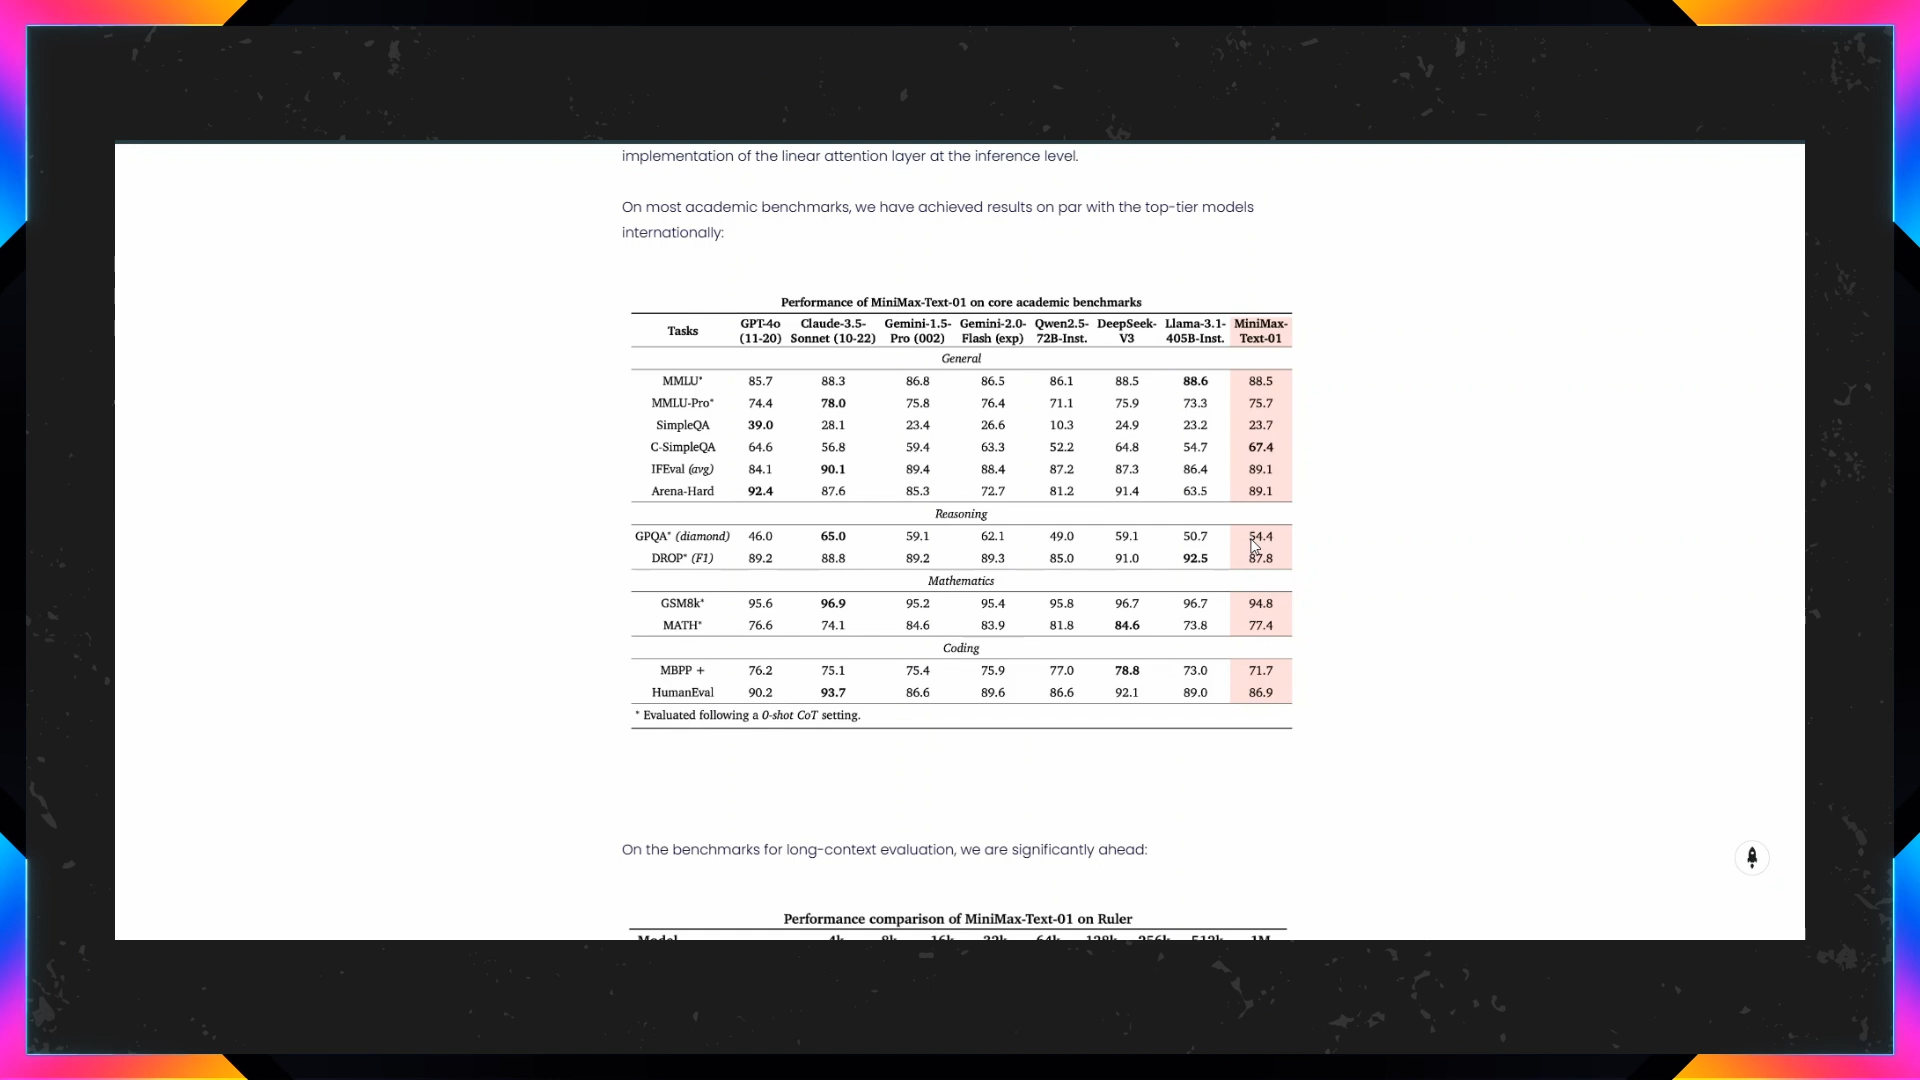 implementation of the linear attention layer at the inference level.
On most academic benchmarks, we have achieved results on par with the top-tier models
internationally:
Performance of MiniMax-Text-01 on core academic benchmarks
Tasks GPT-4o (11-20) Claude-3.5-Sonnet (10-22) Gemini-1.5-Pro (002) Gemini-2.0-Flash (exp) Qwen2.5-72B-Inst. DeepSeek-V3 Llama-3.1-405B-Inst. MiniMax-Text-01
General
MMLU* 85.7 88.3 86.8 86.5 86.1 88.5 88.6 88.5
MMLU-Pro* 74.4 78.0 75.8 76.4 71.1 75.9 73.3 75.7
SimpleQA 39.0 28.1 23.4 26.6 10.3 24.9 23.2 23.7
C-SimpleQA 64.6 56.8 59.4 63.3 52.2 64.8 54.7 67.4
IFEval (avg) 84.1 90.1 89.4 88.4 87.2 87.3 86.4 89.1
Arena-Hard 92.4 87.6 85.3 72.7 81.2 91.4 63.5 89.1
Reasoning
GPQA* (diamond) 46.0 65.0 59.1 62.1 49.0 59.1 50.7 54.4
DROP* (F1) 89.2 88.8 89.2 89.3 85.0 91.0 92.5 87.8
Mathematics
GSM8k* 95.6 96.9 95.2 95.4 95.8 96.7 96.7 94.8
MATH* 76.6 74.1 84.6 83.9 81.8 84.6 73.8 77.4
Coding
MBPP + 76.2 75.1 75.4 75.9 77.0 78.8 73.0 71.7
HumanEval 90.2 93.7 86.6 89.6 86.6 92.1 89.0 86.9
* Evaluated following a 0-shot CoT setting.
On the benchmarks for long-context evaluation, we are significantly ahead:
Performance comparison of MiniMax-Text-01 on Ruler
Model 4k 8k 16k 32k 64k 128k 256k 512k 1M